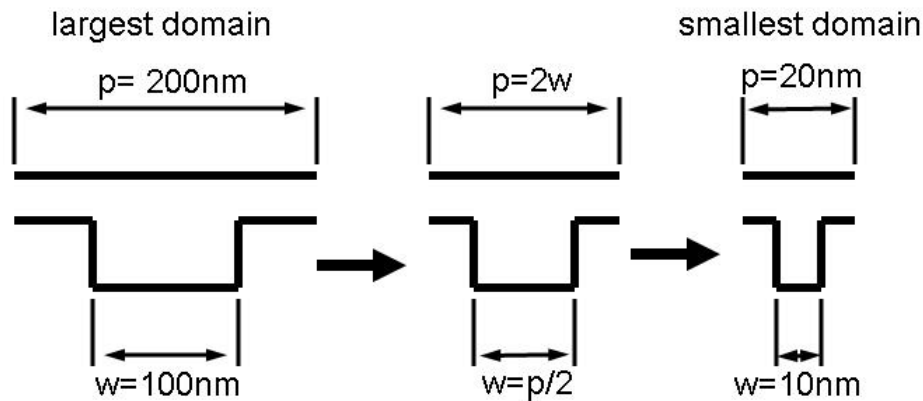 largest domain
smallest domain
p= 200nm
p=2w
p=20nm
w=100nm
w=p/2
w=10nm